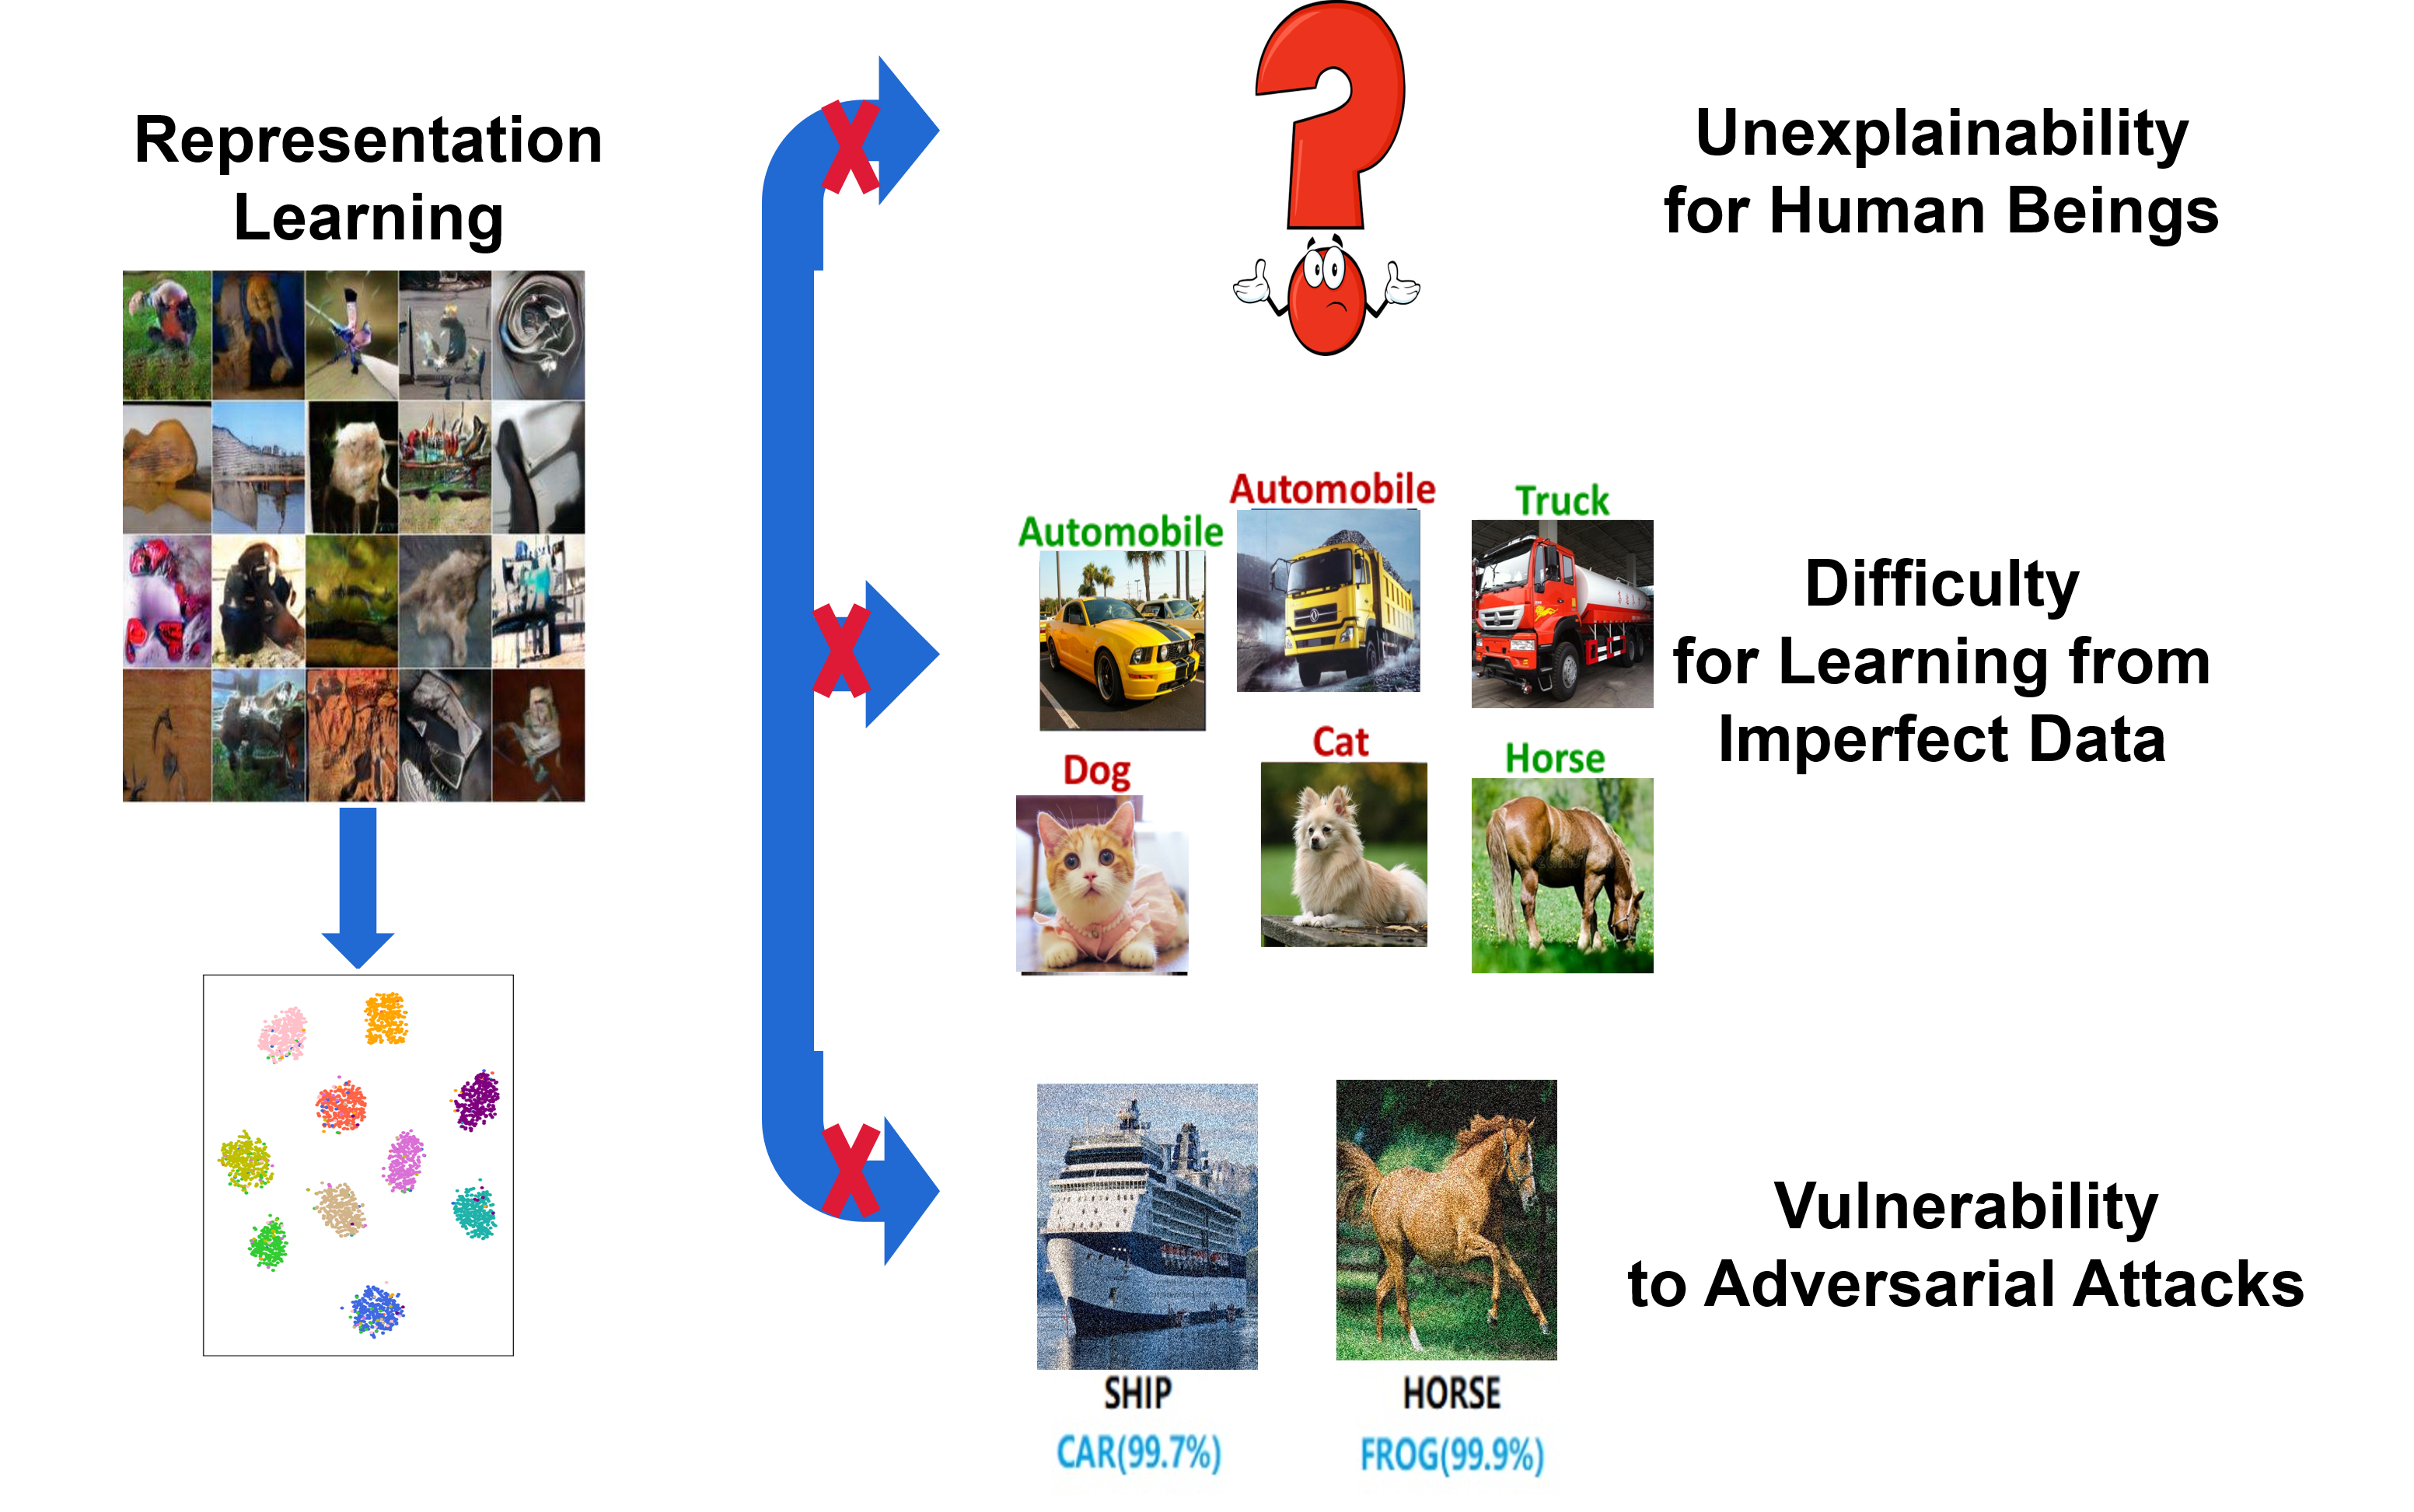 Representation
Learning
Unexplainability
for Human Beings
Automobile
Automobile
Truck
Dog
Cat
Horse
Difficulty
for Learning from
Imperfect Data
SHIP
CAR(99.7%)
HORSE
FROG(99.9%)
Vulnerability
to Adversarial Attacks